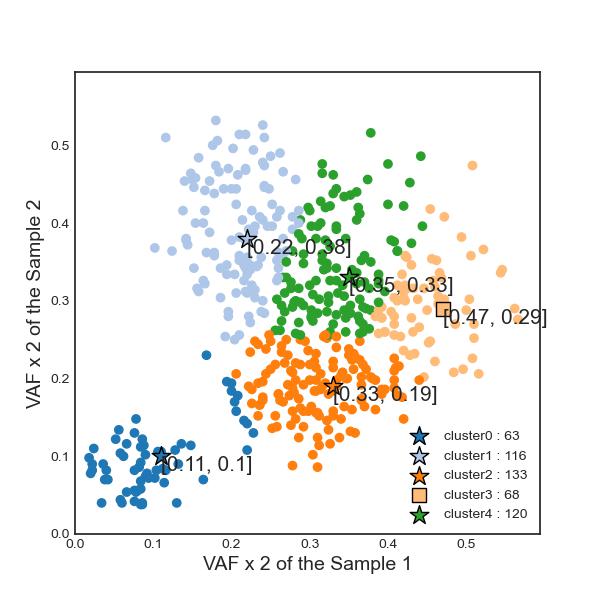 0.5
0.4
0.3
0.2
0.1
0.0
VAF x 2 of the Sample 2
[0.22, 0.38]
[0.35, 0.33]
[0.47, 0.29]
[0.33, 0.19]
[0.11, 0.1]
cluster0 : 63
cluster1 : 116
cluster2 : 133
cluster3 : 68
cluster4 : 120
0.0 0.1 0.2 0.3 0.4 0.5
VAF x 2 of the Sample 1